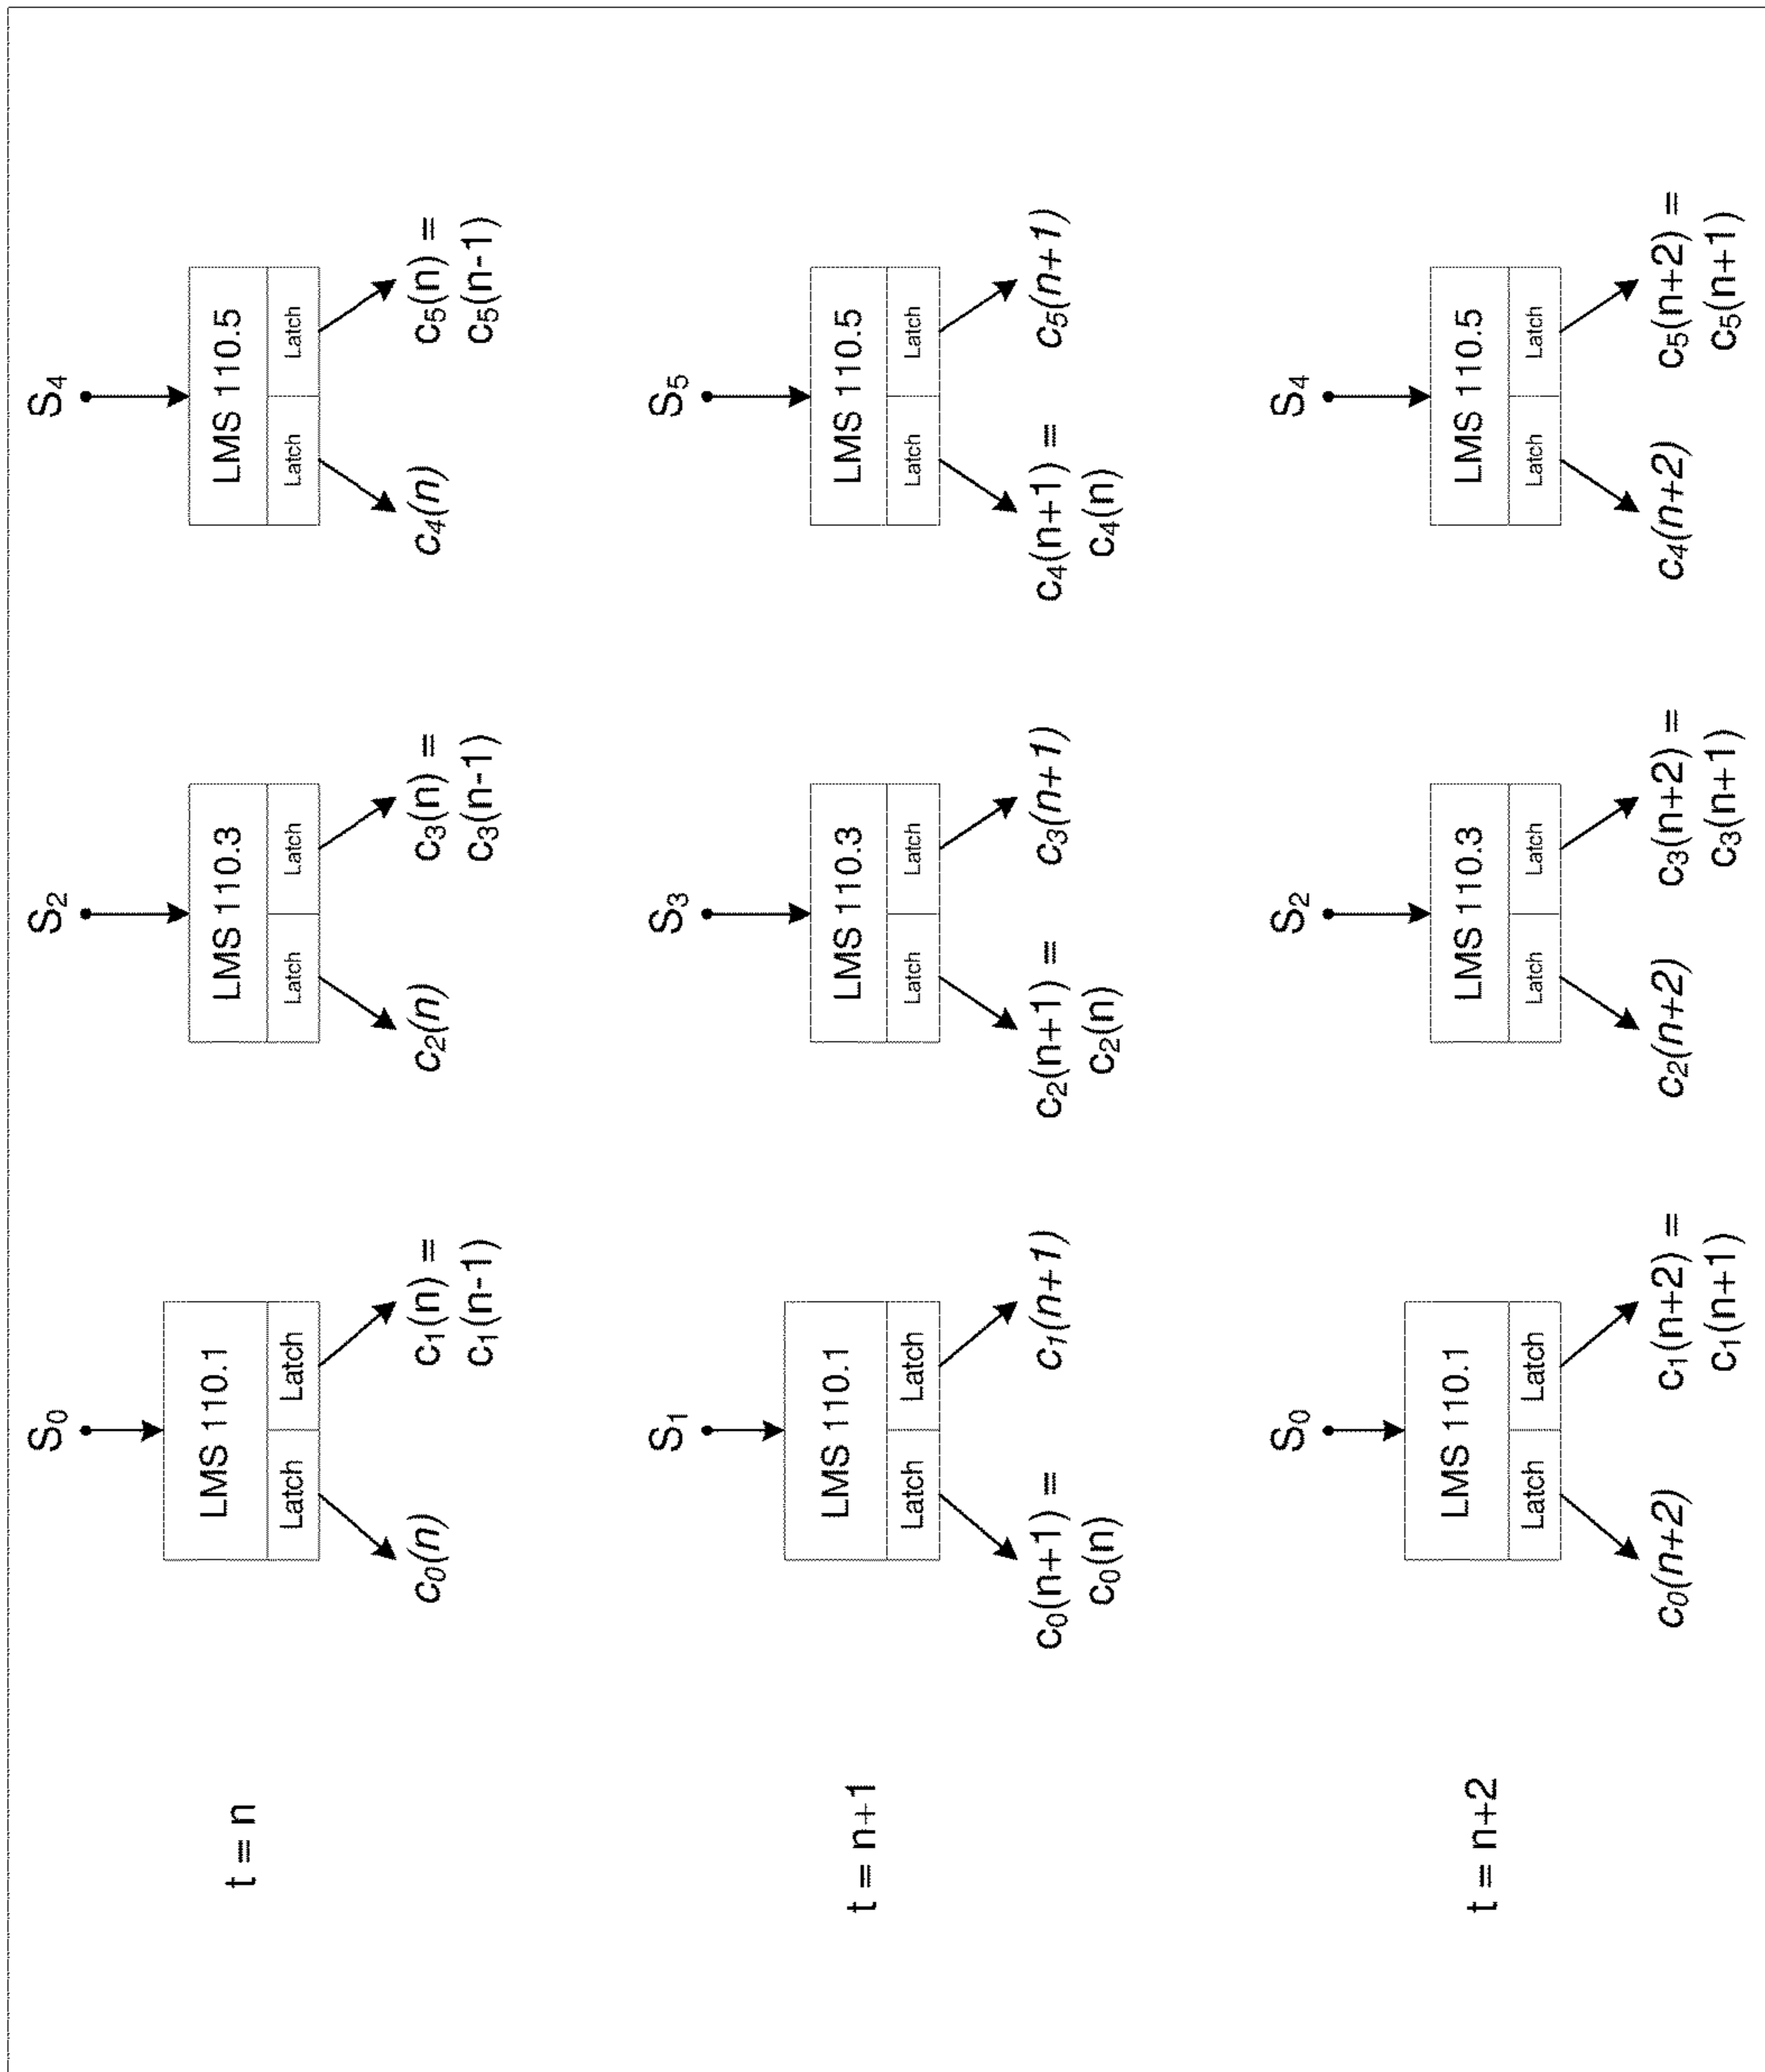 t = n
S₀
LMS 110.1
Latch Latch
c₀(n)
c₁(n) =
c₁(n-1)
S₂
LMS 110.3
Latch Latch
c₂(n)
c₃(n) =
c₃(n-1)
S₄
LMS 110.5
Latch Latch
c₄(n)
c₅(n) =
c₅(n-1)
t = n+1
S₁
LMS 110.1
Latch Latch
c₀(n+1) =
c₀(n)
c₁(n+1)
S₃
LMS 110.3
Latch Latch
c₂(n+1) =
c₂(n)
c₃(n+1)
S₅
LMS 110.5
Latch Latch
c₄(n+1) =
c₄(n)
c₅(n+1)
t = n+2
S₀
LMS 110.1
Latch Latch
c₀(n+2)
c₁(n+2) =
c₁(n+1)
S₂
LMS 110.3
Latch Latch
c₂(n+2)
c₃(n+2) =
c₃(n+1)
S₄
LMS 110.5
Latch Latch
c₄(n+2)
c₅(n+2) =
c₅(n+1)